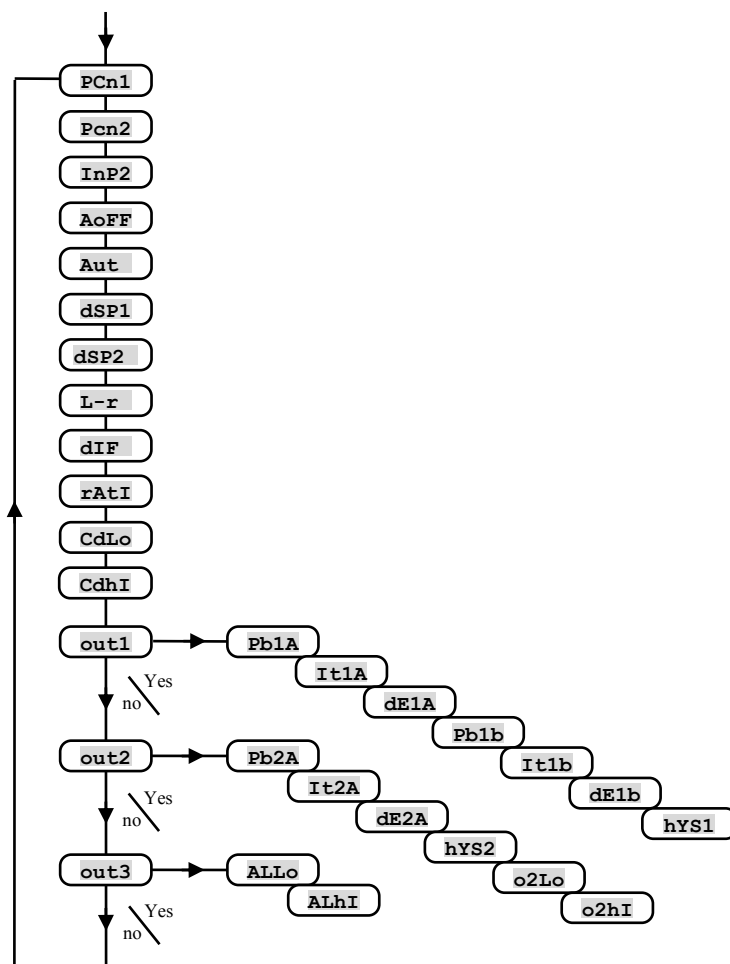 PCn1
Pcn2
InP2
AoFF
Aut
dSP1
dSP2
L-r
dIF
rAtI
CdLo
CdhI
out1
Pb1A
It1A
dE1A
Pb1b
It1b
dE1b
hYS1
Yes
no
out2
Pb2A
It2A
dE2A
hYS2
o2Lo
o2hI
Yes
no
out3
ALLo
ALhI
Yes
no